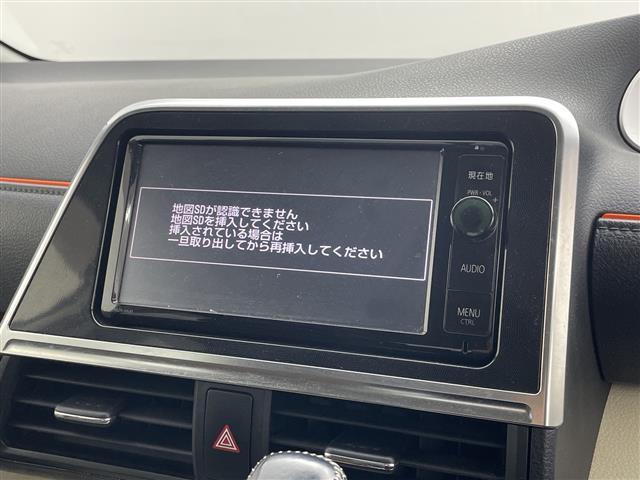 地図SDが認識できません
地図SDを挿入してください
挿入されている場合は
一旦取り出してから再挿入してください
現在地
PWR・VOL
+
AUDIO
MENU
CTRL